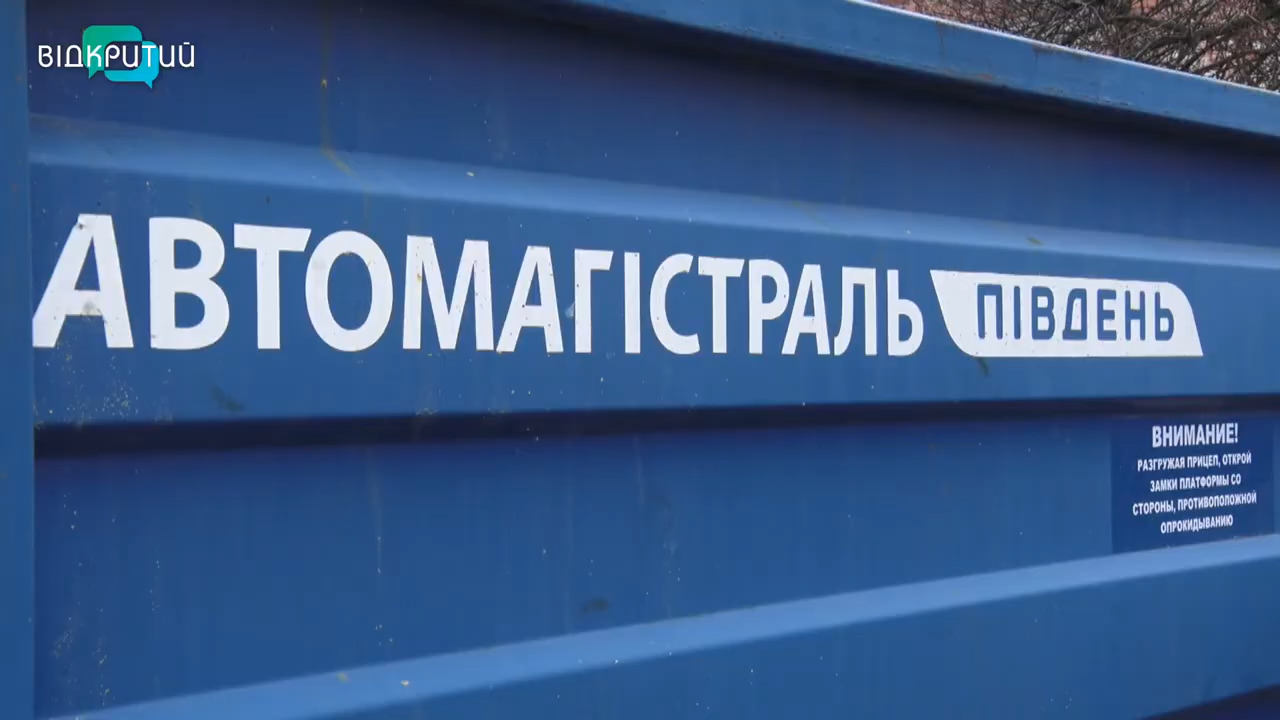 ВІДКРИТИЙ
АВТОМАГІСТРАЛЬ ПІВДЕНЬ
ВНИМАНИЕ!
РАЗГРУЖАЯ ПРИЦЕП, ОТКРОЙ
ЗАМКИ ПЛАТФОРМЫ СО
СТОРОНЫ, ПРОТИВОПОЛОЖНОЙ
ОПРОКИДЫВАНИЮ